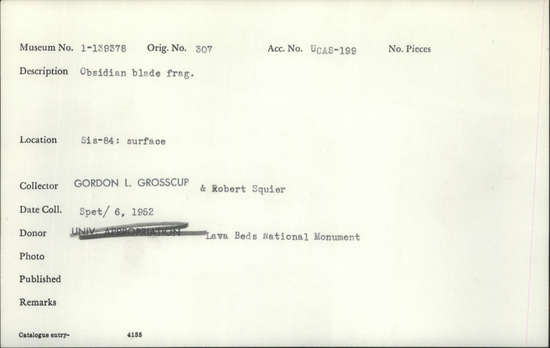 Museum No. 1-139378 Orig. No. 307 Acc. No. UCAS-199 No. Pieces
Description Obsidian blade frag.
Location Sis-84: surface
Collector GORDON L. GROSSCUP & Robert Squier
Date Coll. Spet/ 6, 1952
Donor UNIV. APPROPRIATION Lava Beds National Monument
Photo
Published
Remarks
Catalogue entry- 4155